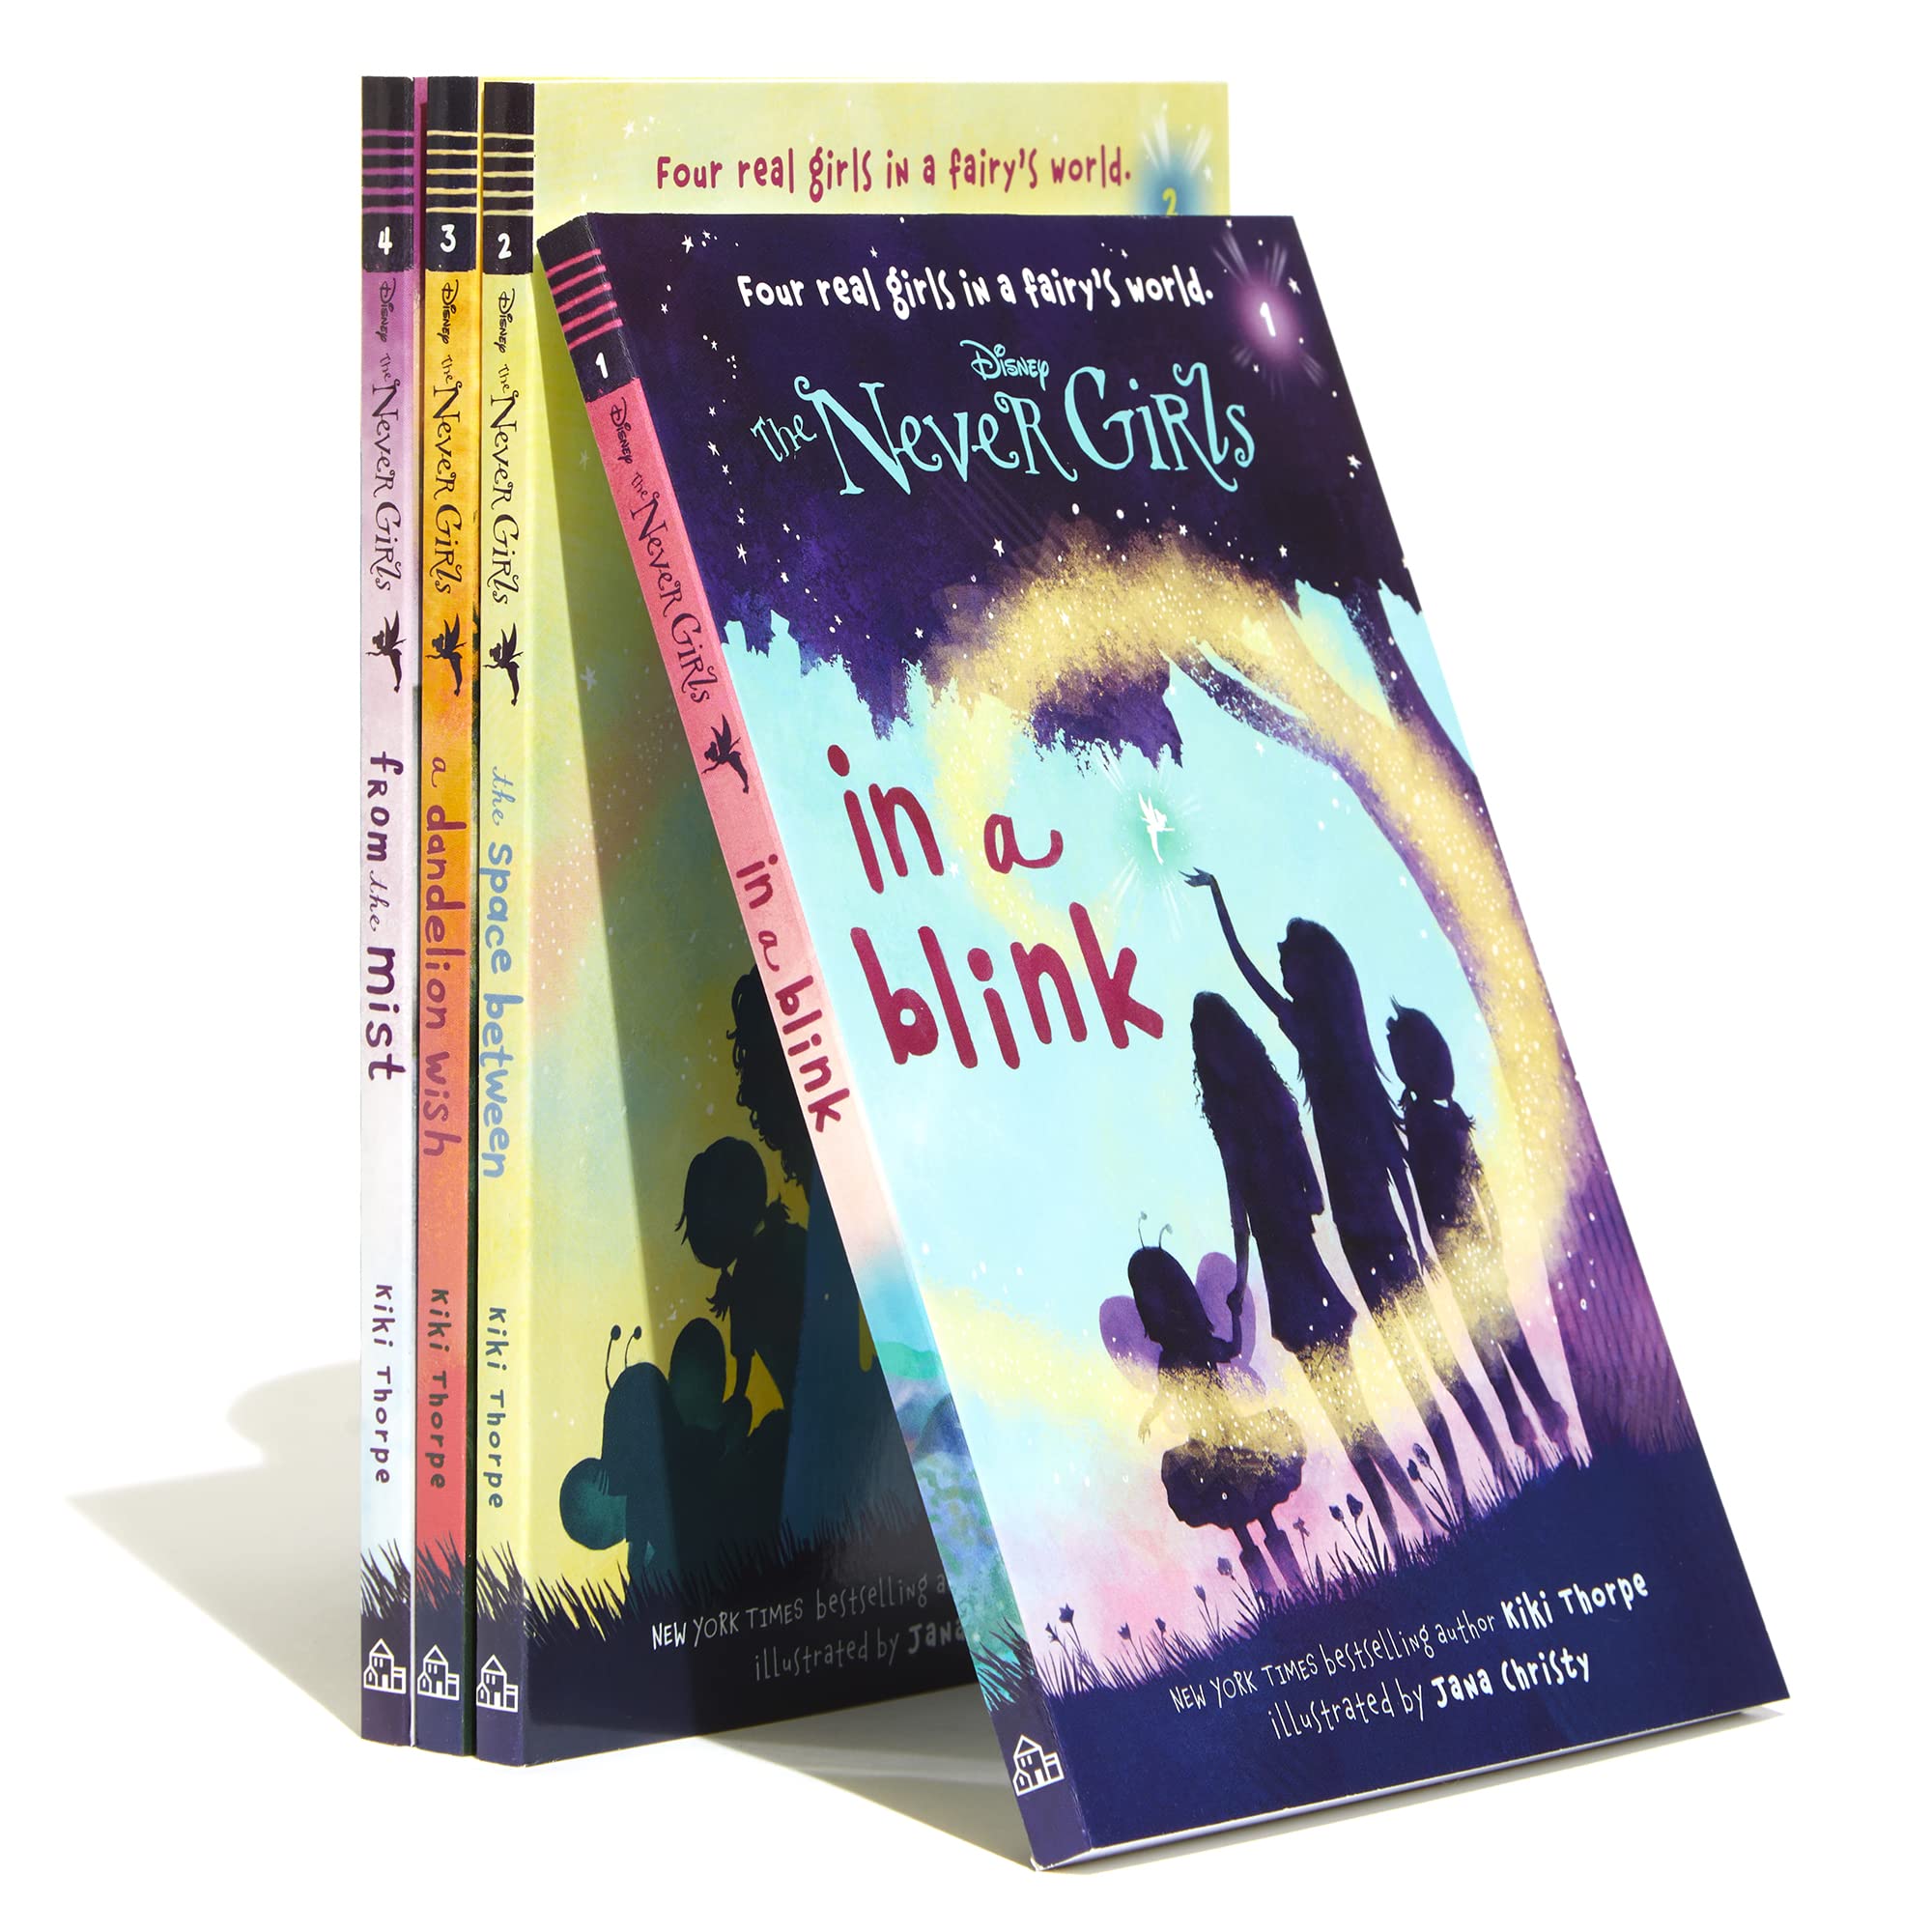 4
Disney
the Never Girls
from the Mist
Kiki Thorpe
3
Disney
the Never Girls
a dandelion wish
Kiki Thorpe
2
Disney
the Never Girls
the space between
Kiki Thorpe
Four real girls in a fairy's world.
2
NEW YORK TIMES bestselling
illustrated by Jana
1
Disney
the Never Girls
in a blink
Four real girls in a fairy's world.
1
Disney
the Never Girls
in a
blink
NEW YORK TIMES bestselling author Kiki Thorpe
illustrated by Jana Christy